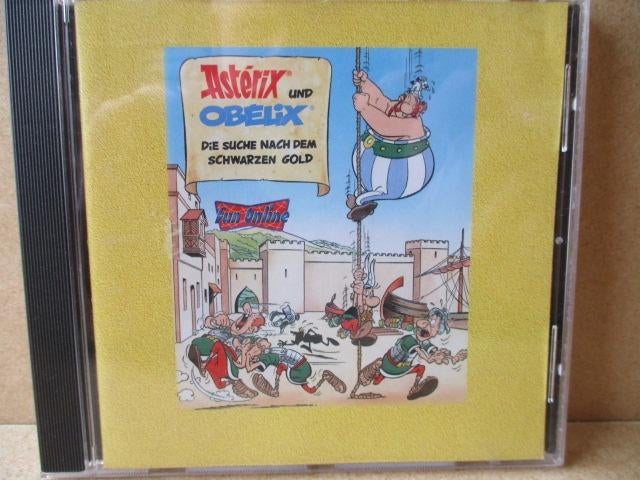 Astérix® UND
OBELIX®
DIE SUCHE NACH DEM
SCHWARZEN GOLD
Fun Online